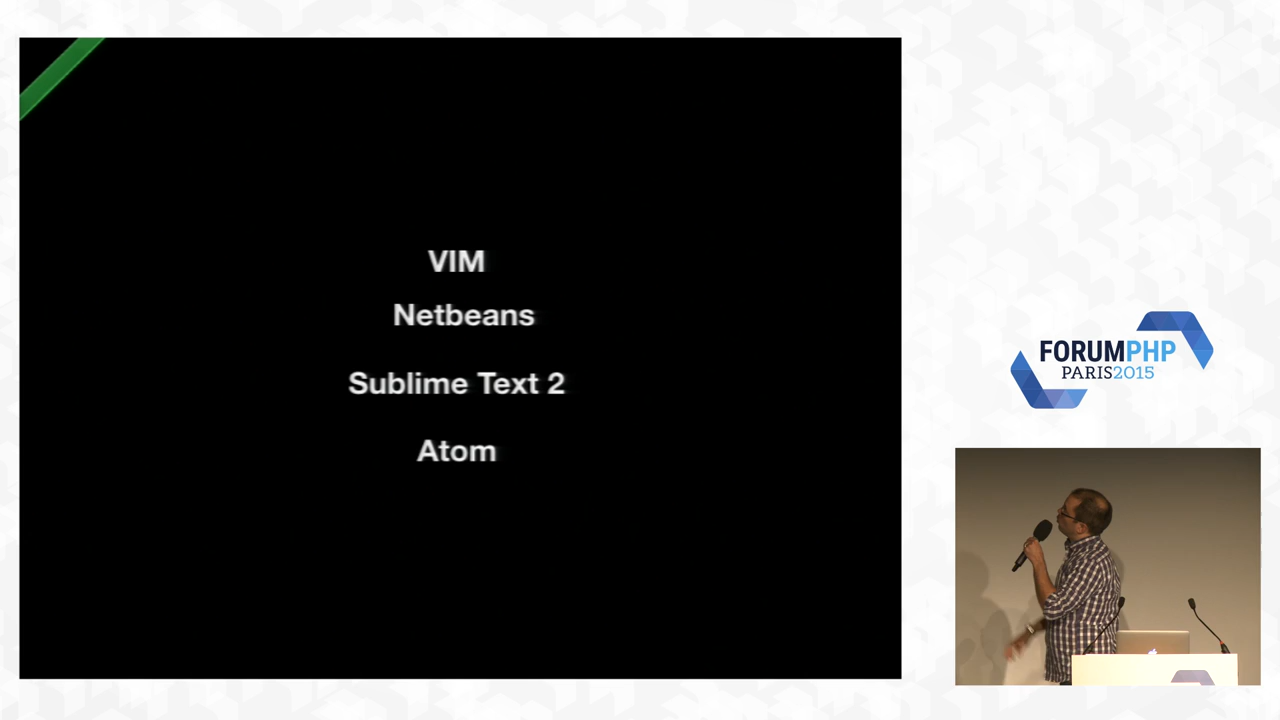 VIM
Netbeans
Sublime Text 2
Atom
FORUMPHP
PARIS2015